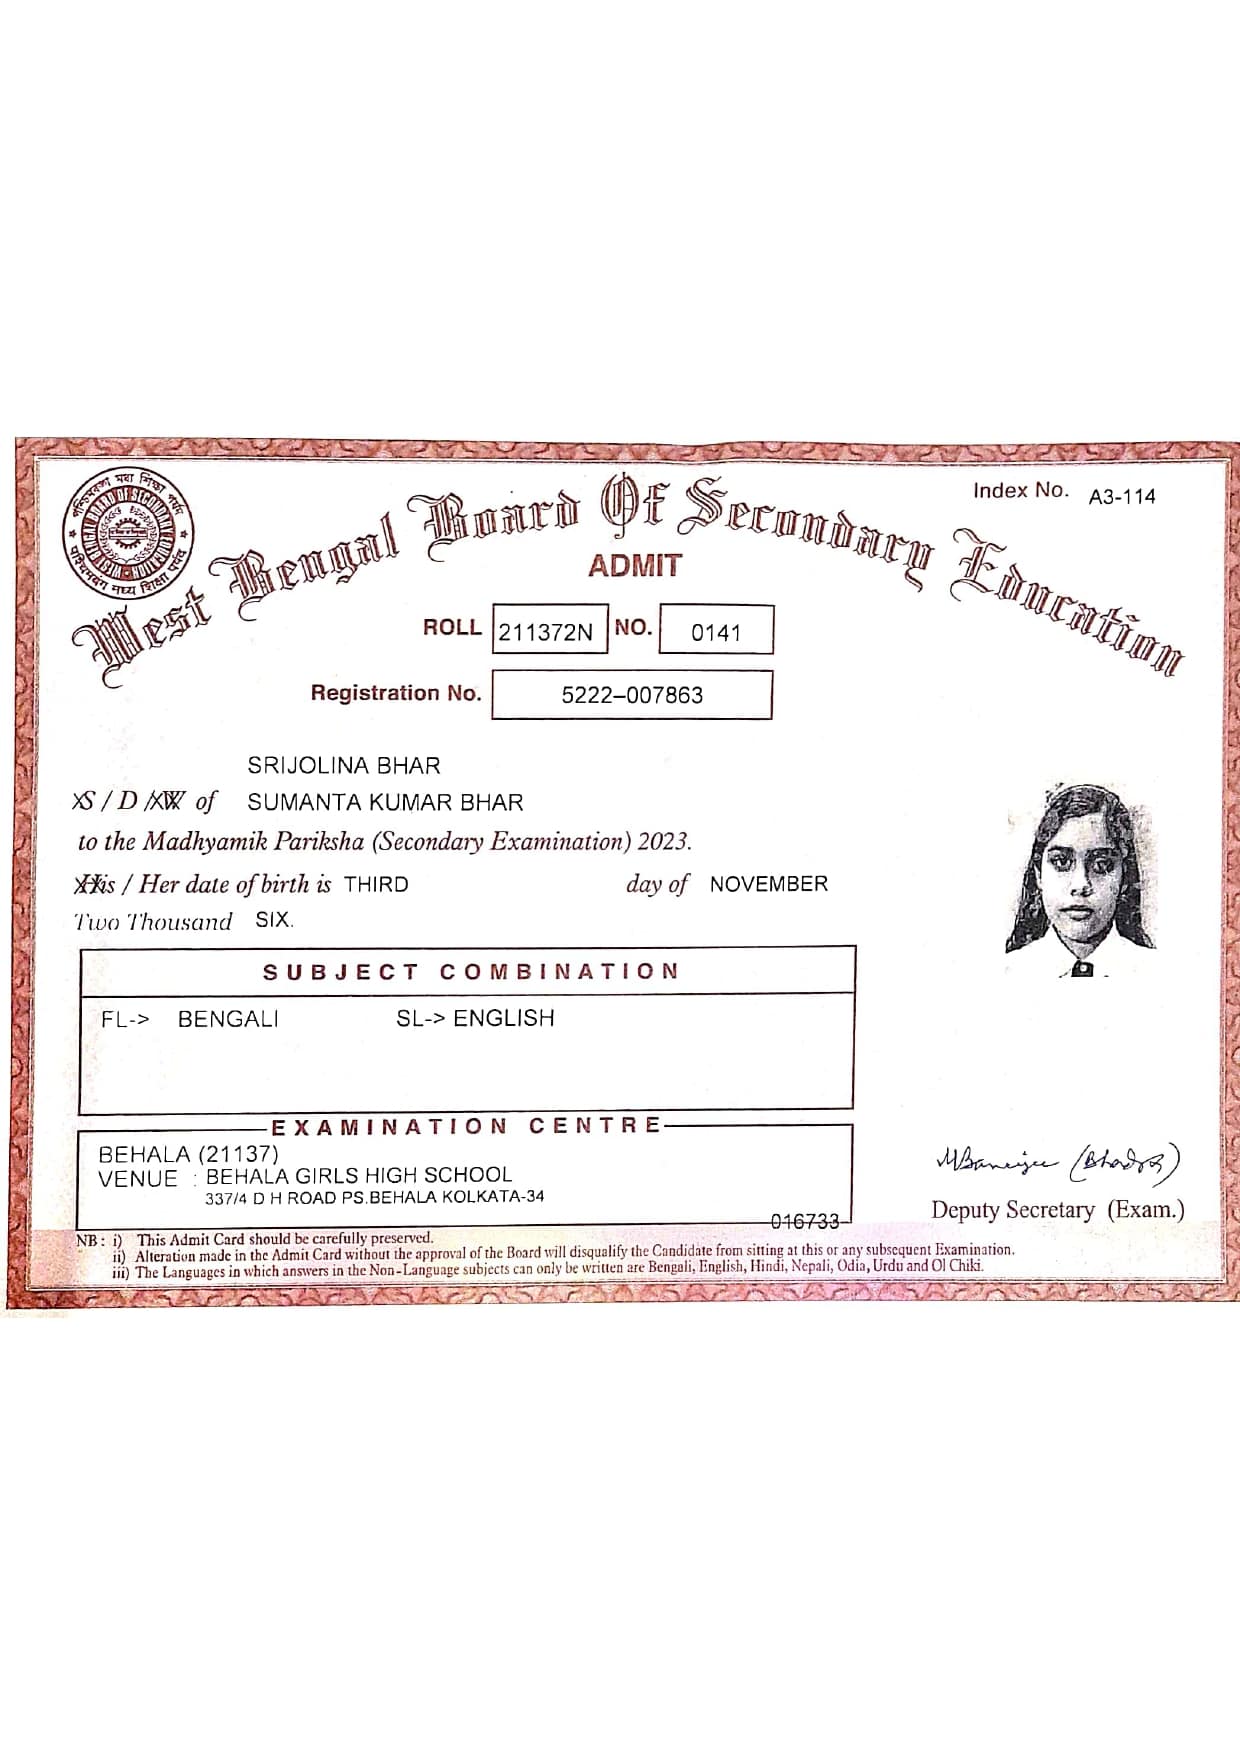 West Bengal Board Of Secondary Education
Index No. A3-114
ADMIT
ROLL 211372N NO. 0141
Registration No. 5222–007863
SRIJOLINA BHAR
S / D / W of SUMANTA KUMAR BHAR
to the Madhyamik Pariksha (Secondary Examination) 2023.
His / Her date of birth is THIRD day of NOVEMBER
Two Thousand SIX.
SUBJECT COMBINATION
FL-> BENGALI SL-> ENGLISH
EXAMINATION CENTRE
BEHALA (21137)
VENUE : BEHALA GIRLS HIGH SCHOOL
337/4 D H ROAD PS.BEHALA KOLKATA-34
016733
Deputy Secretary (Exam.)
NB : i) This Admit Card should be carefully preserved.
ii) Alteration made in the Admit Card without the approval of the Board will disqualify the Candidate from sitting at this or any subsequent Examination.
iii) The Languages in which answers in the Non-Language subjects can only be written are Bengali, English, Hindi, Nepali, Odia, Urdu and Ol Chiki.